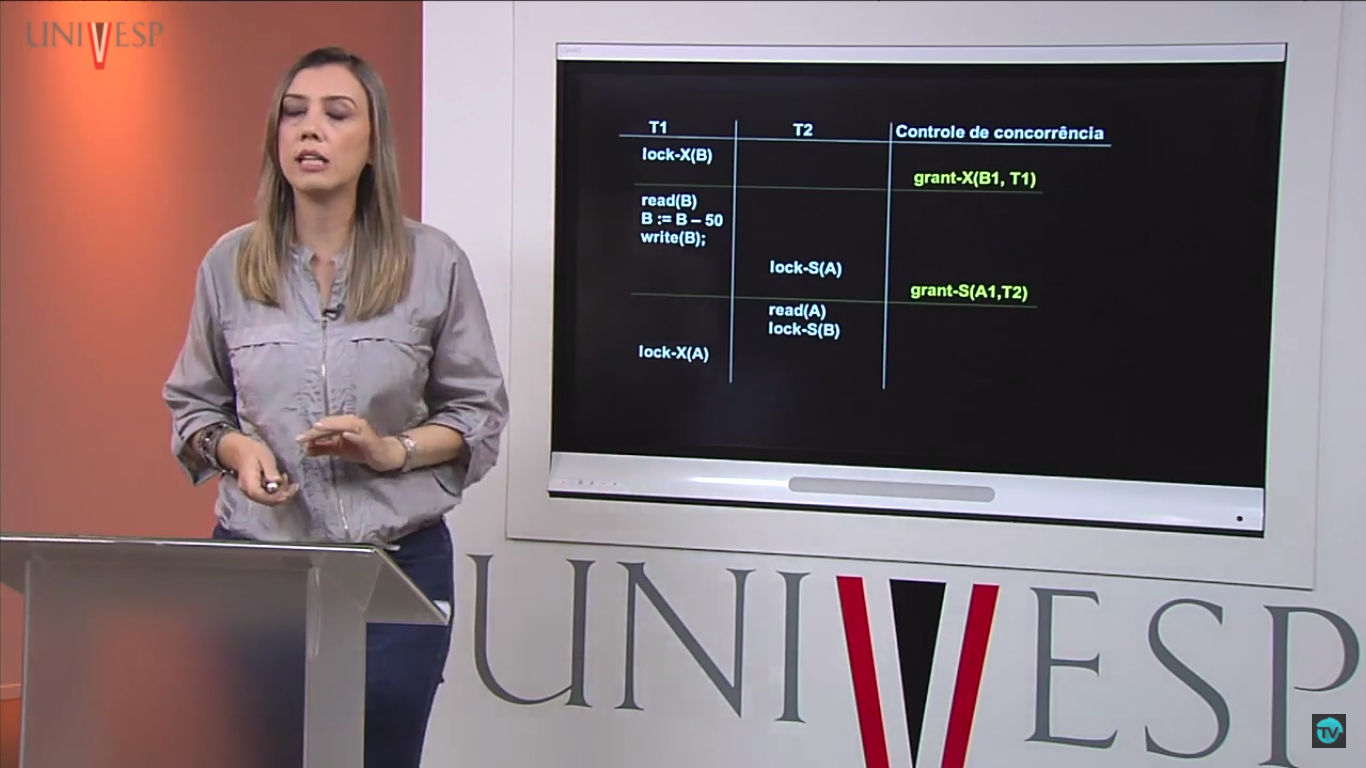 UNIVESP
T1 T2 Controle de concorrência
lock-X(B)
grant-X(B1, T1)
read(B)
B := B – 50
write(B);
lock-S(A)
grant-S(A1,T2)
read(A)
lock-S(B)
lock-X(A)
UNIVESP
TV